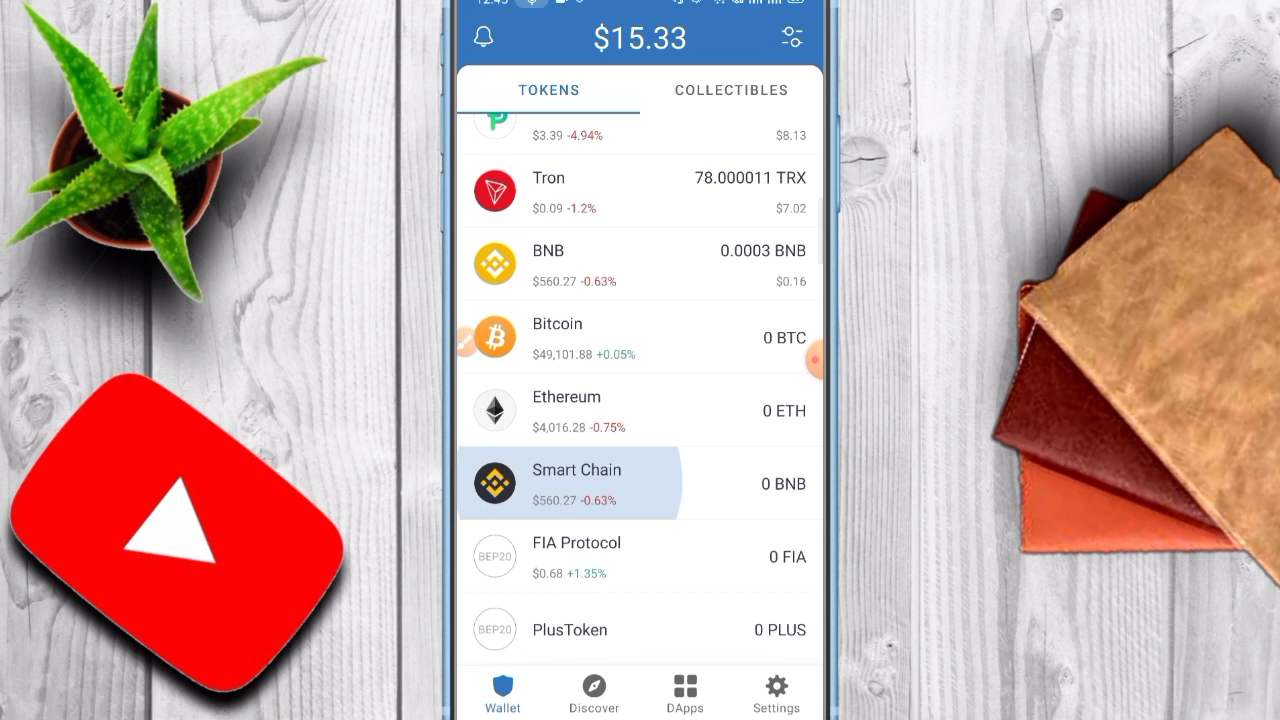 12:45
$15.33
TOKENS COLLECTIBLES
$3.39 -4.94% $8.13
Tron 78.000011 TRX
$0.09 -1.2% $7.02
BNB 0.0003 BNB
$560.27 -0.63% $0.16
Bitcoin 0 BTC
$49,101.88 +0.05%
Ethereum 0 ETH
$4,016.28 -0.75%
Smart Chain 0 BNB
$560.27 -0.63%
BEP20 FIA Protocol 0 FIA
$0.68 +1.35%
BEP20 PlusToken 0 PLUS
Wallet Discover DApps Settings